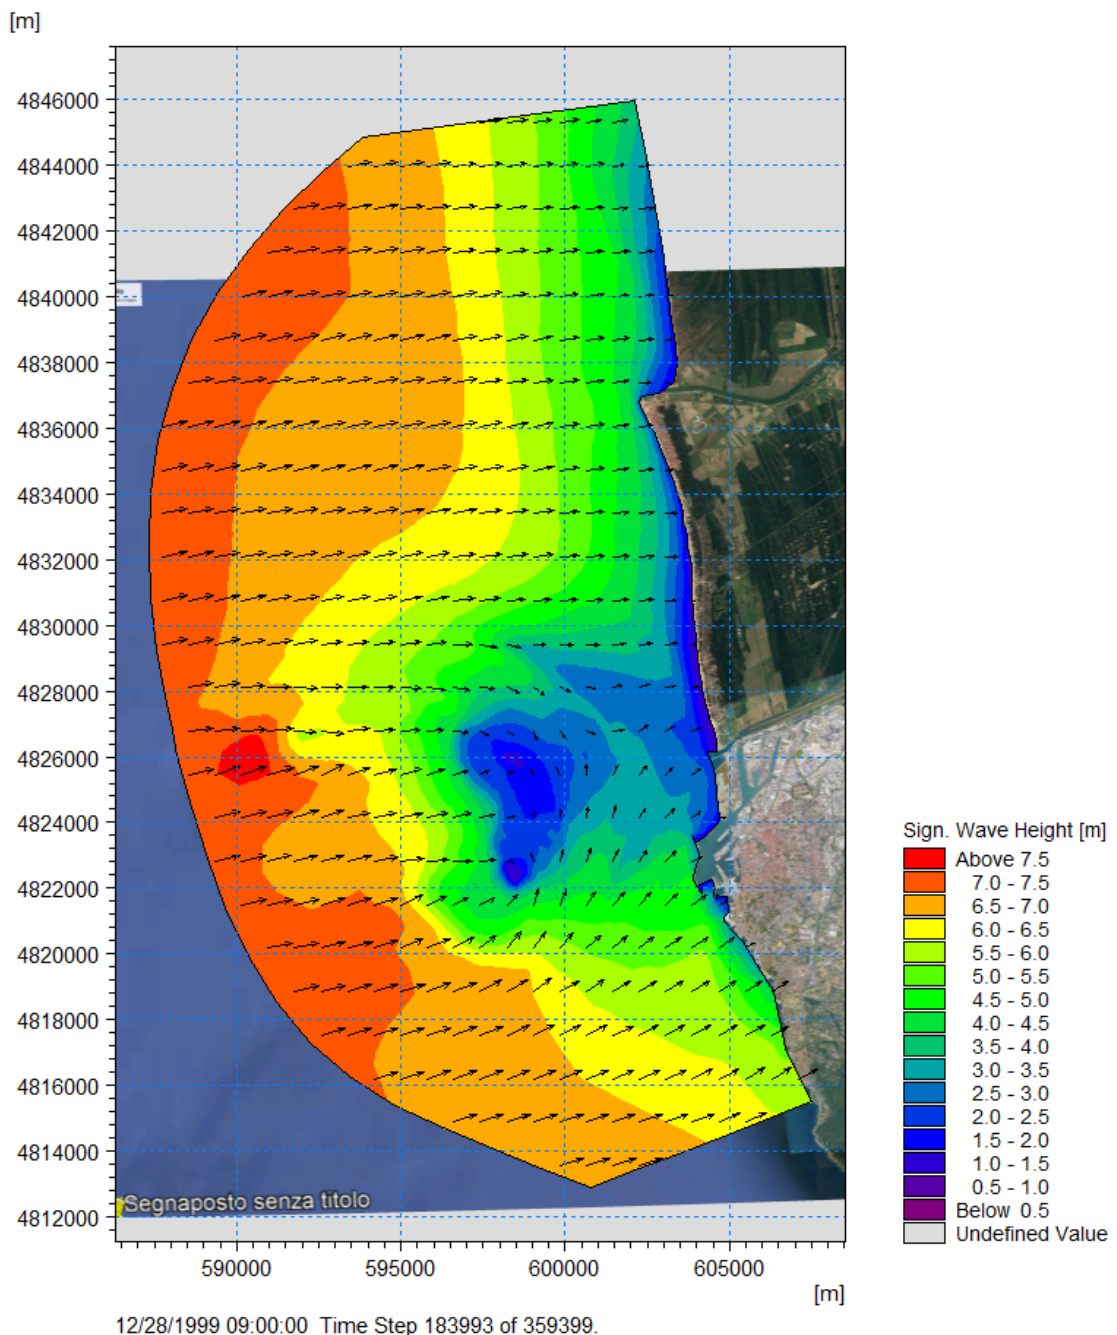 [m]
4846000
4844000
4842000
4840000
4838000
4836000
4834000
4832000
4830000
4828000
4826000
4824000
4822000
4820000
4818000
4816000
4814000
4812000
590000 595000 600000 605000
[m]
Segnaposto senza titolo
Sign. Wave Height [m]
Above 7.5
7.0 - 7.5
6.5 - 7.0
6.0 - 6.5
5.5 - 6.0
5.0 - 5.5
4.5 - 5.0
4.0 - 4.5
3.5 - 4.0
3.0 - 3.5
2.5 - 3.0
2.0 - 2.5
1.5 - 2.0
1.0 - 1.5
0.5 - 1.0
Below 0.5
Undefined Value
12/28/1999 09:00:00 Time Step 183993 of 359399.